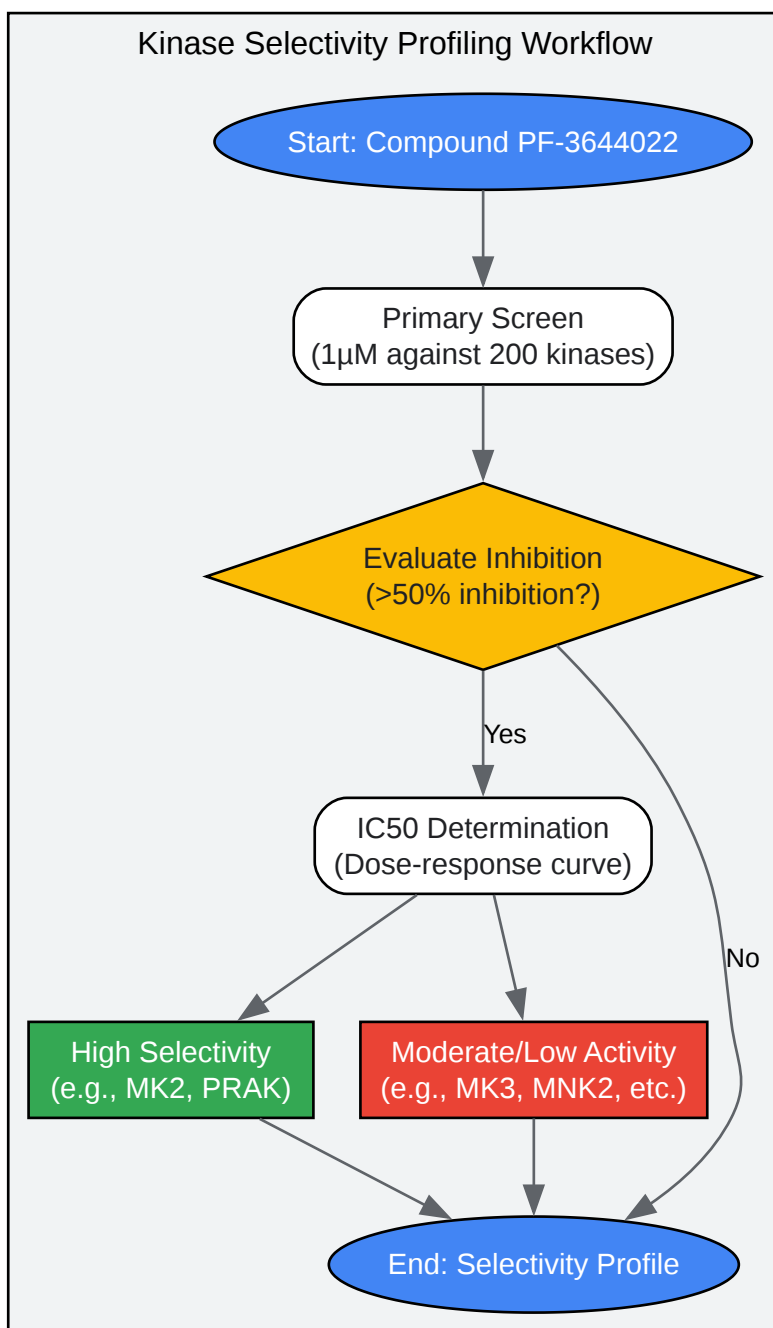 Kinase Selectivity Profiling Workflow
Start: Compound PF-3644022
Primary Screen
(1µM against 200 kinases)
Evaluate Inhibition
(>50% inhibition?)
Yes
IC50 Determination
(Dose-response curve)
No
High Selectivity
(e.g., MK2, PRAK)
Moderate/Low Activity
(e.g., MK3, MNK2, etc.)
End: Selectivity Profile